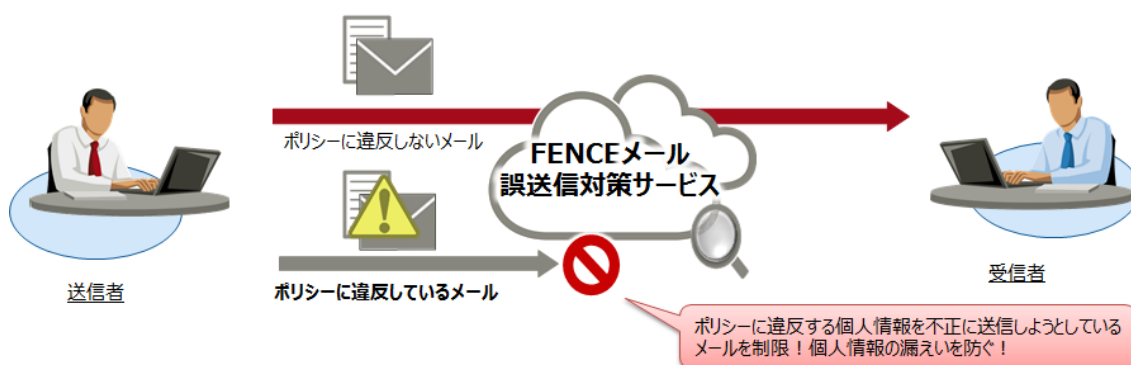 ポリシーに違反しないメール
FENCEメール
誤送信対策サービス
送信者
ポリシーに違反しているメール
受信者
ポリシーに違反する個人情報を不正に送信しようとしている
メールを制限！個人情報の漏えいを防ぐ！